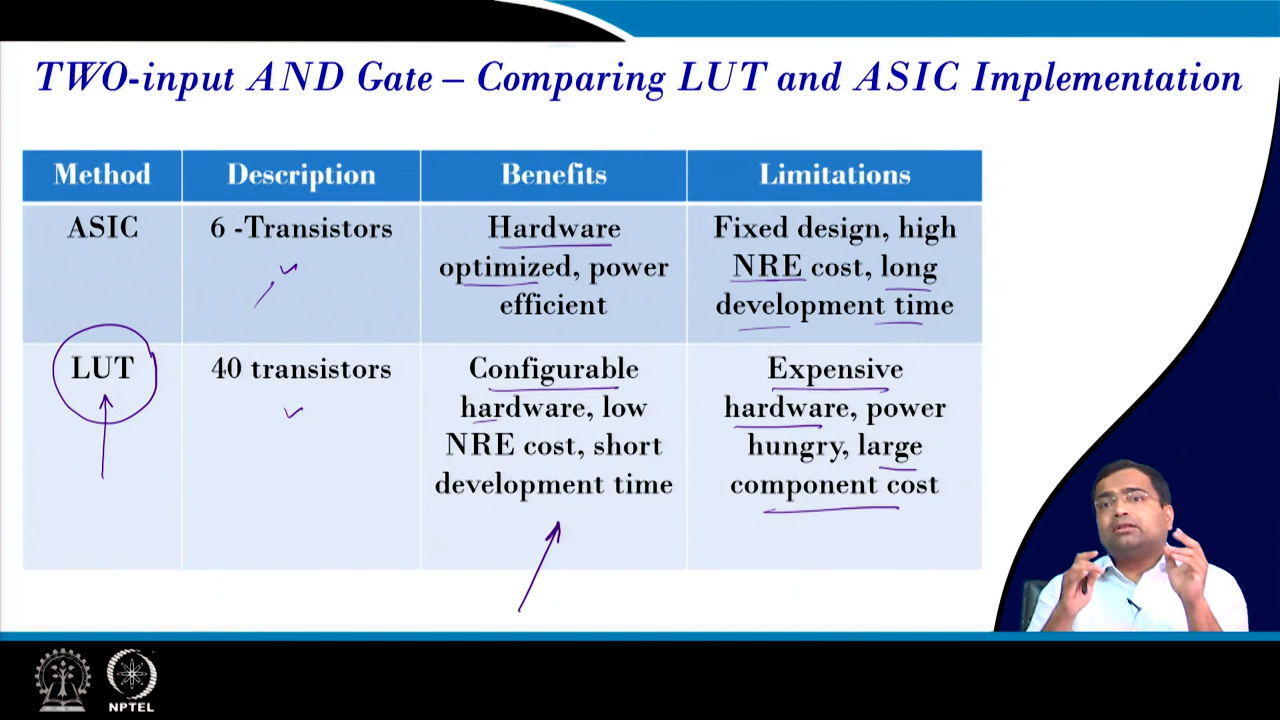 TWO-input AND Gate – Comparing LUT and ASIC Implementation
Method Description Benefits Limitations
ASIC
6 -Transistors
Hardware
optimized, power
efficient
Fixed design, high
NRE cost, long
development time
LUT
40 transistors
Configurable
hardware, low
NRE cost, short
development time
Expensive
hardware, power
hungry, large
component cost
NPTEL